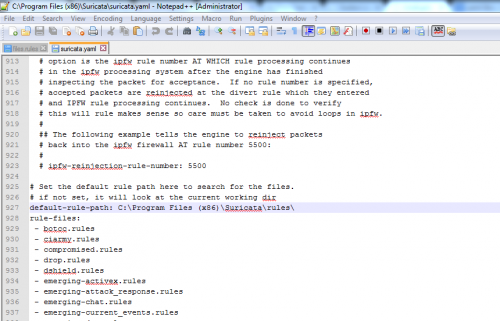 C:\Program Files (x86)\Suricata\suricata.yaml - Notepad++ [Administrator]
File Edit Search View Encoding Language Settings Macro Run Plugins Window ?
files.rules suricata.yaml
913 # option is the ipfw rule number AT WHICH rule processing continues
914 # in the ipfw processing system after the engine has finished
915 # inspecting the packet for acceptance. If no rule number is specified,
916 # accepted packets are reinjected at the divert rule which they entered
917 # and IPFW rule processing continues. No check is done to verify
918 # this will rule makes sense so care must be taken to avoid loops in ipfw.
919 #
920 ## The following example tells the engine to reinject packets
921 # back into the ipfw firewall AT rule number 5500:
922 #
923 # ipfw-reinjection-rule-number: 5500
924
925 # Set the default rule path here to search for the files.
926 # if not set, it will look at the current working dir
927 default-rule-path: C:\Program Files (x86)\Suricata\rules\
928 rule-files:
929 - botcc.rules
930 - ciarmy.rules
931 - compromised.rules
932 - drop.rules
933 - dshield.rules
934 - emerging-activex.rules
935 - emerging-attack_response.rules
936 - emerging-chat.rules
937 - emerging-current_events.rules